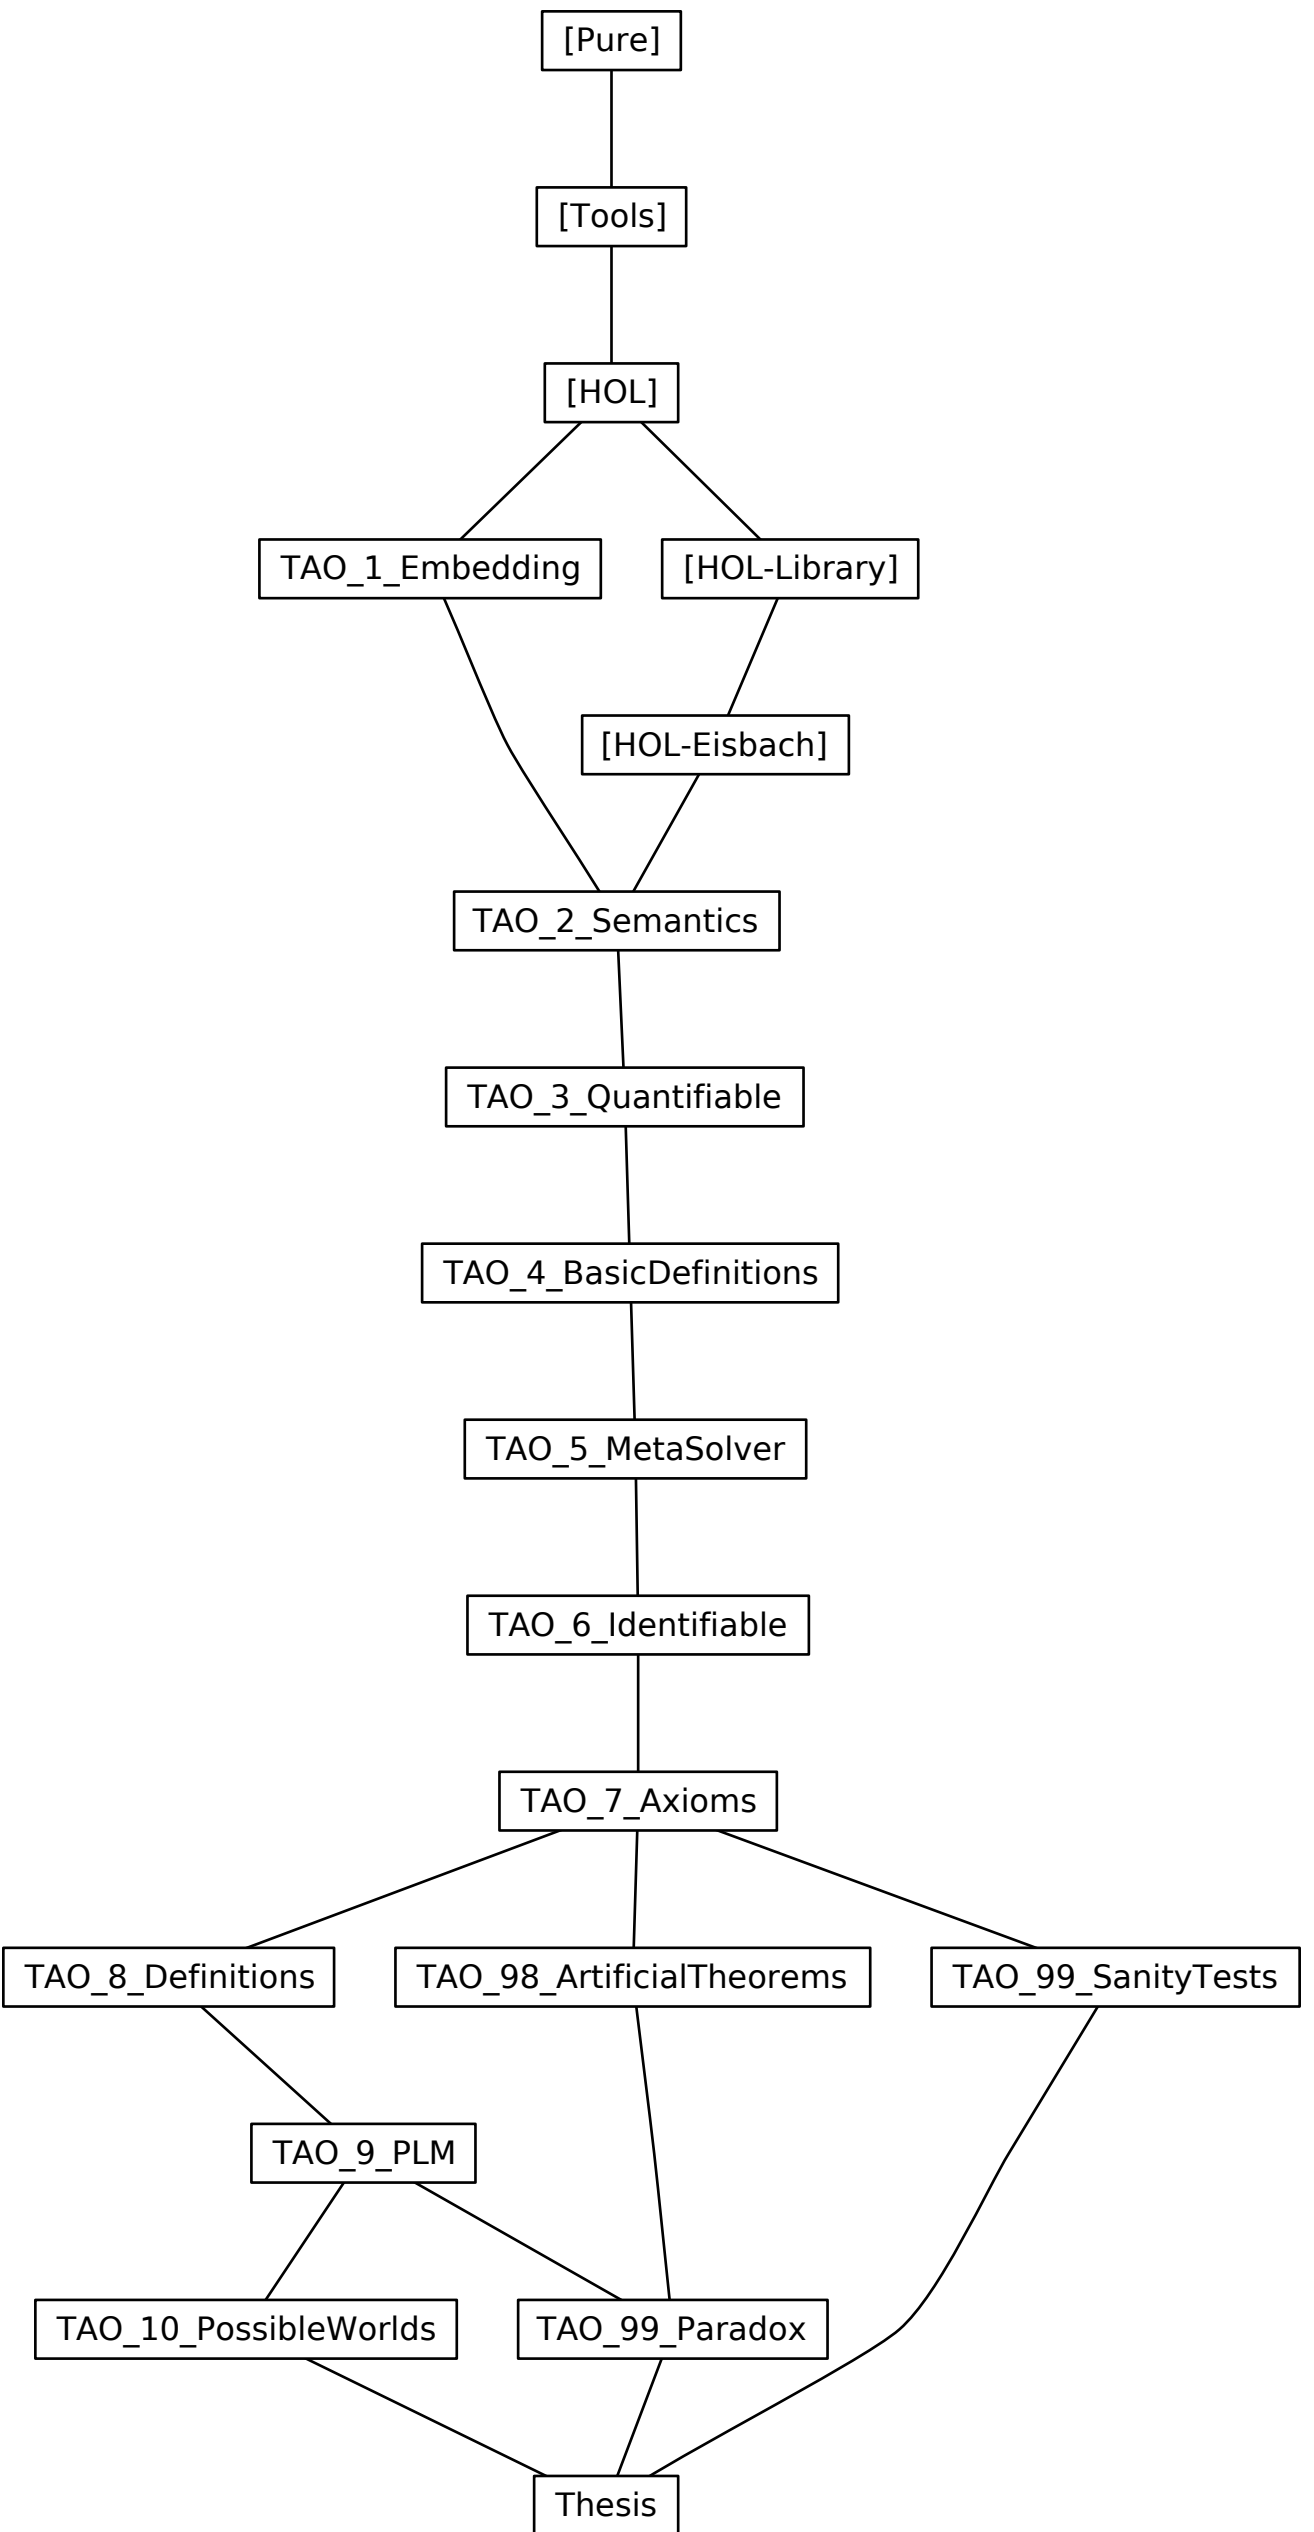 [Pure]
[Tools]
[HOL]
TAO_1_Embedding
[HOL-Library]
[HOL-Eisbach]
TAO_2_Semantics
TAO_3_Quantifiable
TAO_4_BasicDefinitions
TAO_5_MetaSolver
TAO_6_Identifiable
TAO_7_Axioms
TAO_8_Definitions
TAO_98_ArtificialTheorems
TAO_99_SanityTests
TAO_9_PLM
TAO_10_PossibleWorlds
TAO_99_Paradox
Thesis